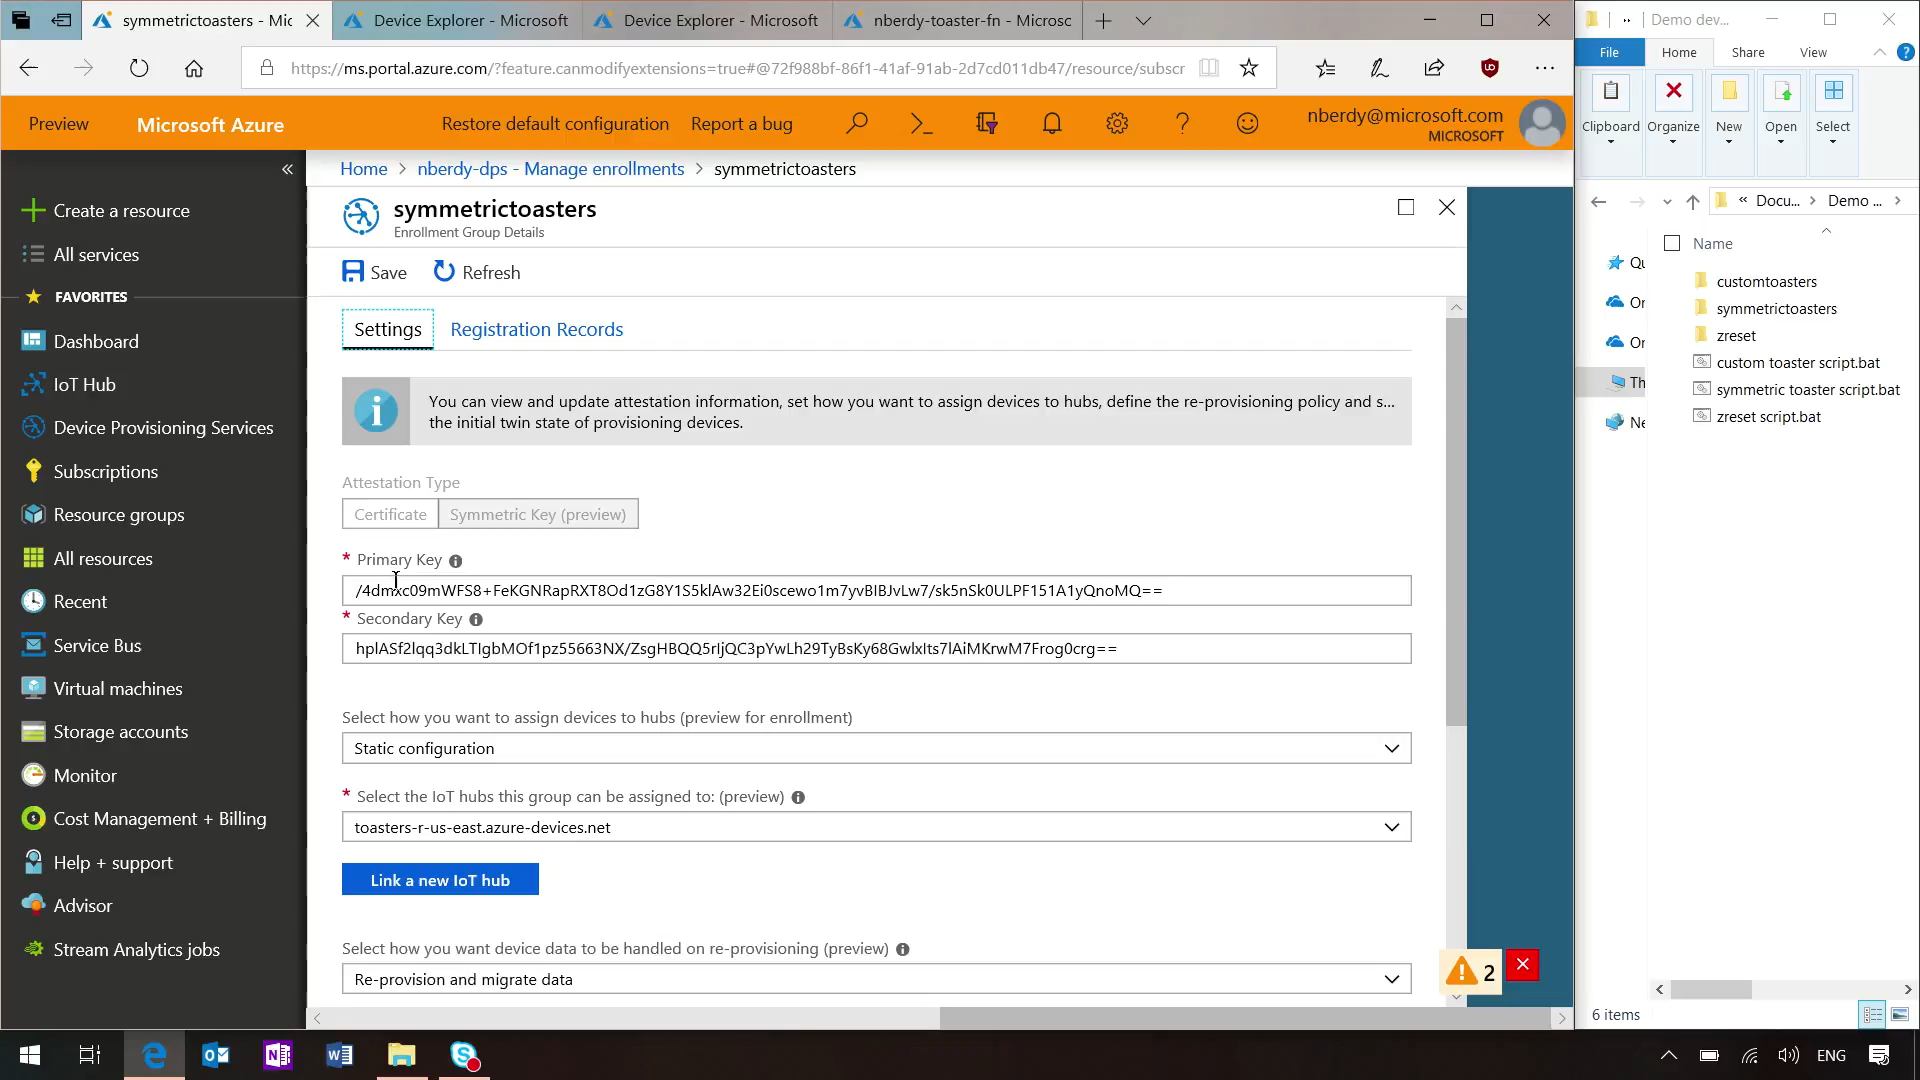 symmetrictoasters - Mic
Device Explorer - Microsoft
Device Explorer - Microsoft
nberdy-toaster-fn - Microsc
Demo dev...
https://ms.portal.azure.com/?feature.canmodifyextensions=true#@72f988bf-86f1-41af-91ab-2d7cd011db47/resource/subscr
File
Home
Share
View
Preview
Microsoft Azure
Restore default configuration
Report a bug
nberdy@microsoft.com
MICROSOFT
Clipboard
Organize
New
Open
Select
Home > nberdy-dps - Manage enrollments > symmetrictoasters
symmetrictoasters
Enrollment Group Details
Save
Refresh
Settings
Registration Records
You can view and update attestation information, set how you want to assign devices to hubs, define the re-provisioning policy and s...
the initial twin state of provisioning devices.
Attestation Type
Certificate
Symmetric Key (preview)
* Primary Key
/4dmxc09mWFS8+FeKGNRapRXT8Od1zG8Y1S5klAw32Ei0scewo1m7yvBIBJvLw7/sk5nSk0ULPF151A1yQnoMQ==
* Secondary Key
hplASf2lqq3dkLTIgbMOf1pz55663NX/ZsgHBQQ5rIjQC3pYwLh29TyBsKy68GwlxIts7lAiMKrwM7Frog0crg==
Select how you want to assign devices to hubs (preview for enrollment)
Static configuration
* Select the IoT hubs this group can be assigned to: (preview)
toasters-r-us-east.azure-devices.net
Link a new IoT hub
Select how you want device data to be handled on re-provisioning (preview)
Re-provision and migrate data
2
Create a resource
All services
FAVORITES
Dashboard
IoT Hub
Device Provisioning Services
Subscriptions
Resource groups
All resources
Recent
Service Bus
Virtual machines
Storage accounts
Monitor
Cost Management + Billing
Help + support
Advisor
Stream Analytics jobs
« Docu... > Demo ... >
Name
Qu
Or
Or
Th
Ne
customtoasters
symmetrictoasters
zreset
custom toaster script.bat
symmetric toaster script.bat
zreset script.bat
6 items
ENG